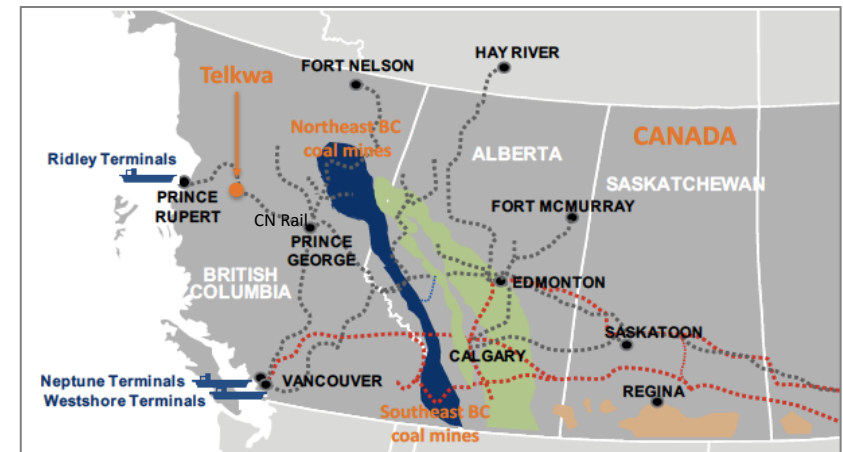 HAY RIVER
FORT NELSON
Telkwa
Northeast BC
coal mines
CANADA
ALBERTA
Ridley Terminals
SASKATCHEWAN
PRINCE
RUPERT
FORT MCMURRAY
CN Rail
PRINCE
GEORGE
BRITISH
COLUMBIA
EDMONTON
SASKATOON
CALGARY
Neptune Terminals
VANCOUVER
Westshore Terminals
REGINA
Southeast BC
coal mines